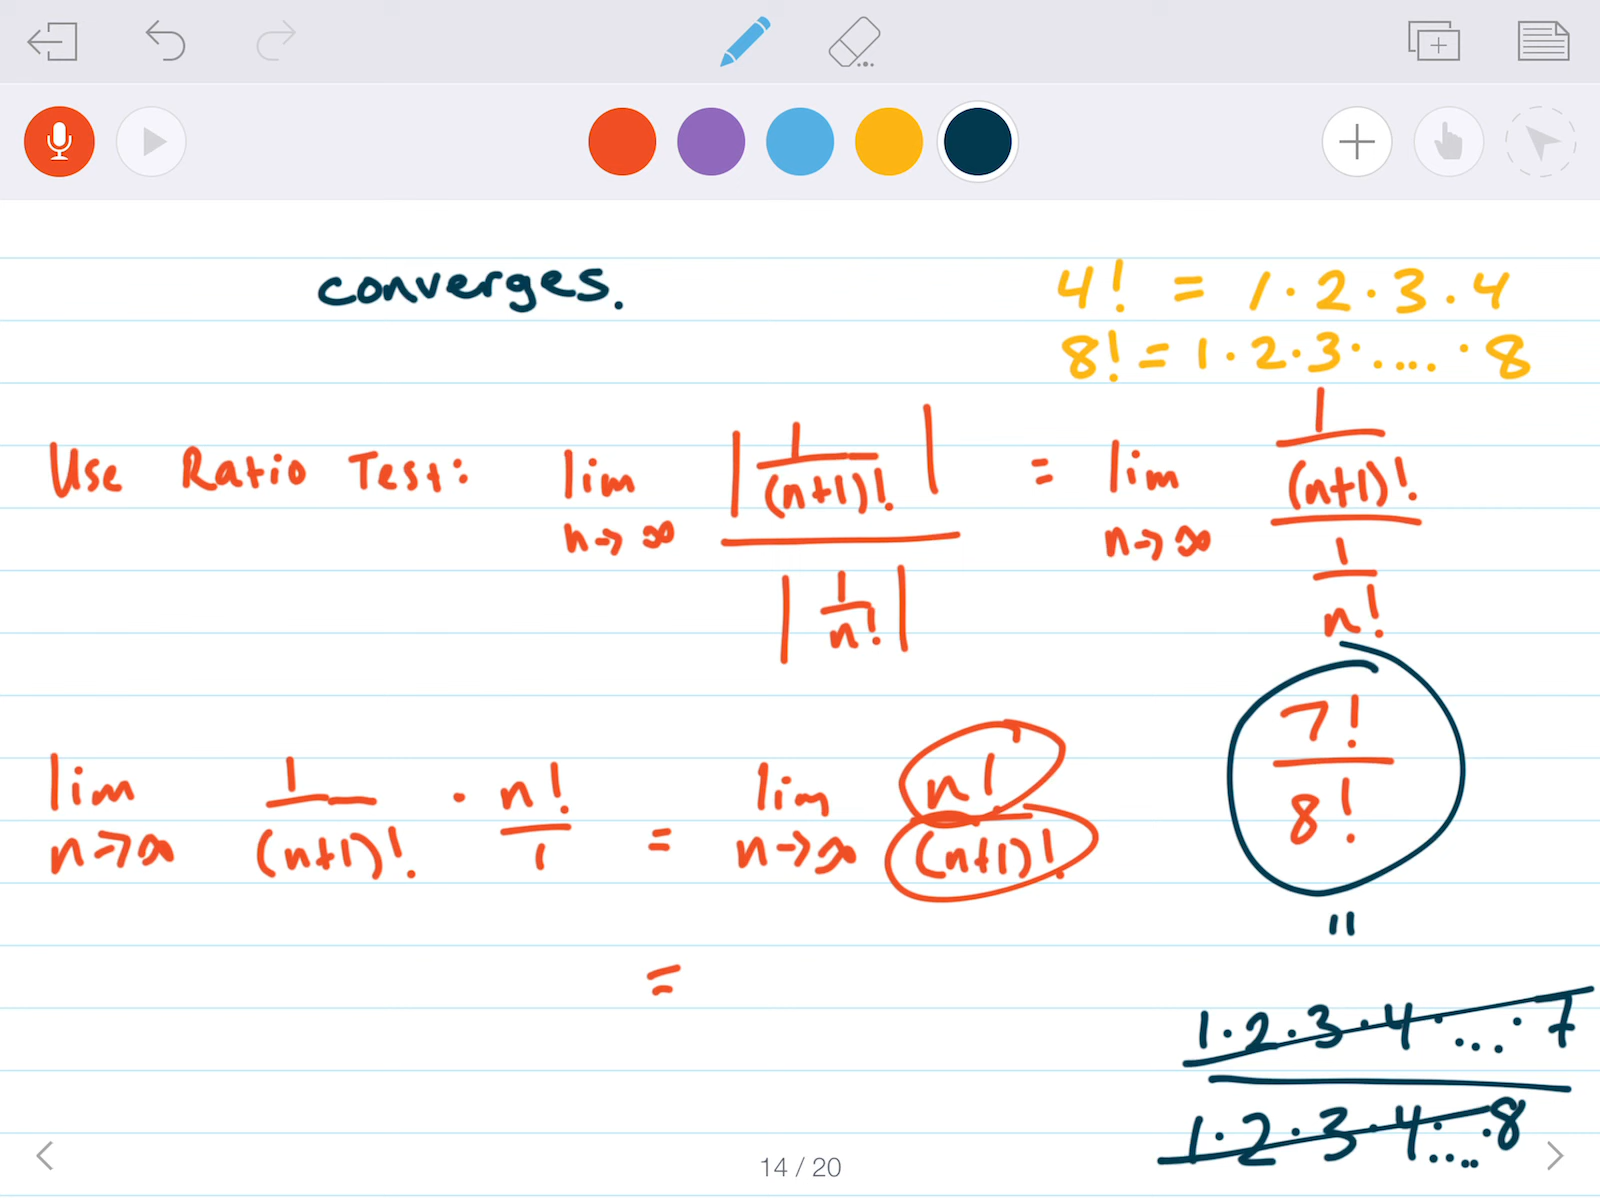 converges.
4! = 1·2·3·4
8! = 1·2·3·....·8
Use Ratio Test: lim n→∞ |1/(n+1)!| / |1/n!| = lim n→∞ (1/(n+1)!) / (1/n!)
lim n→∞ 1/(n+1)! · n!/1 = lim n→∞ n!/(n+1)!
7!/8!
=
=
1·2·3·4·...·7
1·2·3·4·....·8
14 / 20